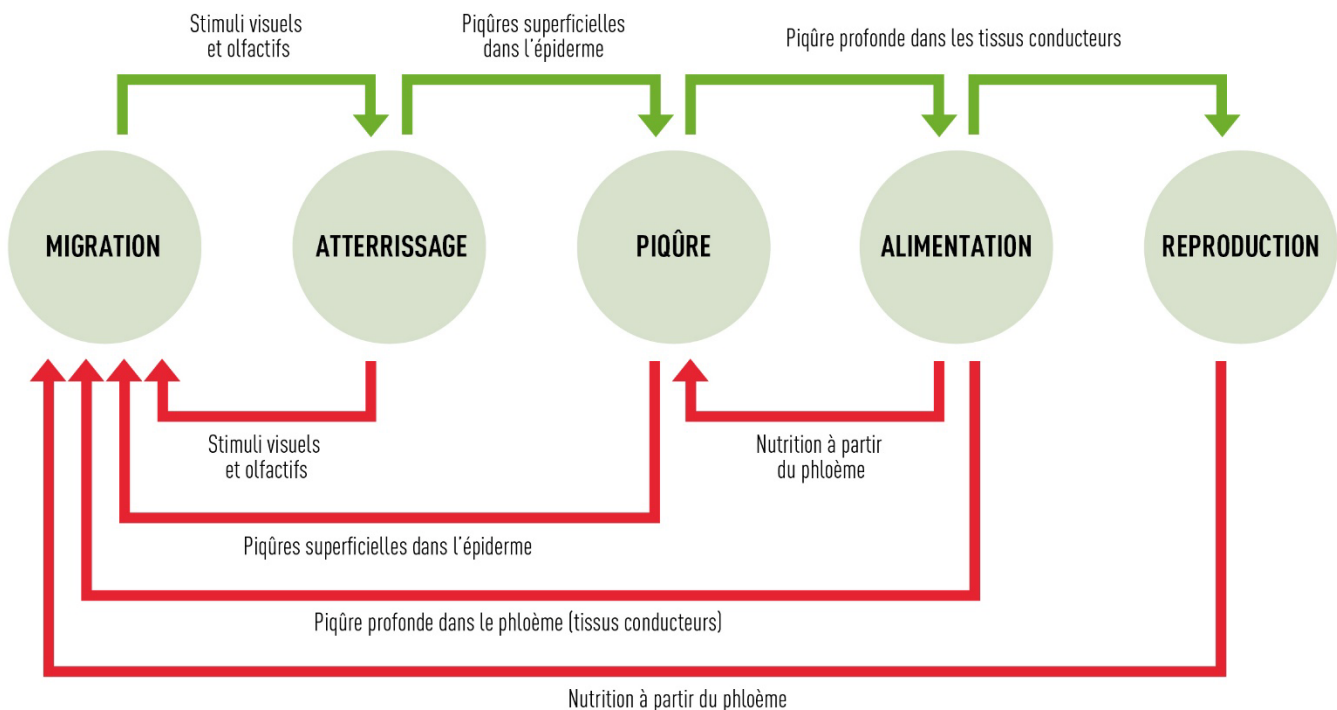 Stimuli visuels
et olfactifs
Piqûres superficielles
dans l'épiderme
Piqûre profonde dans les tissus conducteurs
MIGRATION
ATTERRISSAGE
PIQÛRE
ALIMENTATION
REPRODUCTION
Stimuli visuels
et olfactifs
Nutrition à partir
du phloème
Piqûres superficielles dans l'épiderme
Piqûre profonde dans le phloème (tissus conducteurs)
Nutrition à partir du phloème